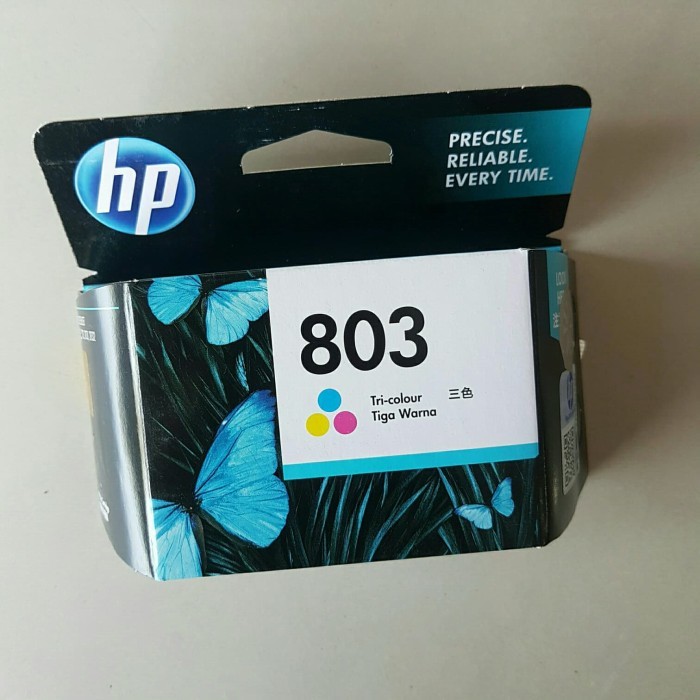 hp
PRECISE.
RELIABLE.
EVERY TIME.
803
Tri-colour 三色
Tiga Warna